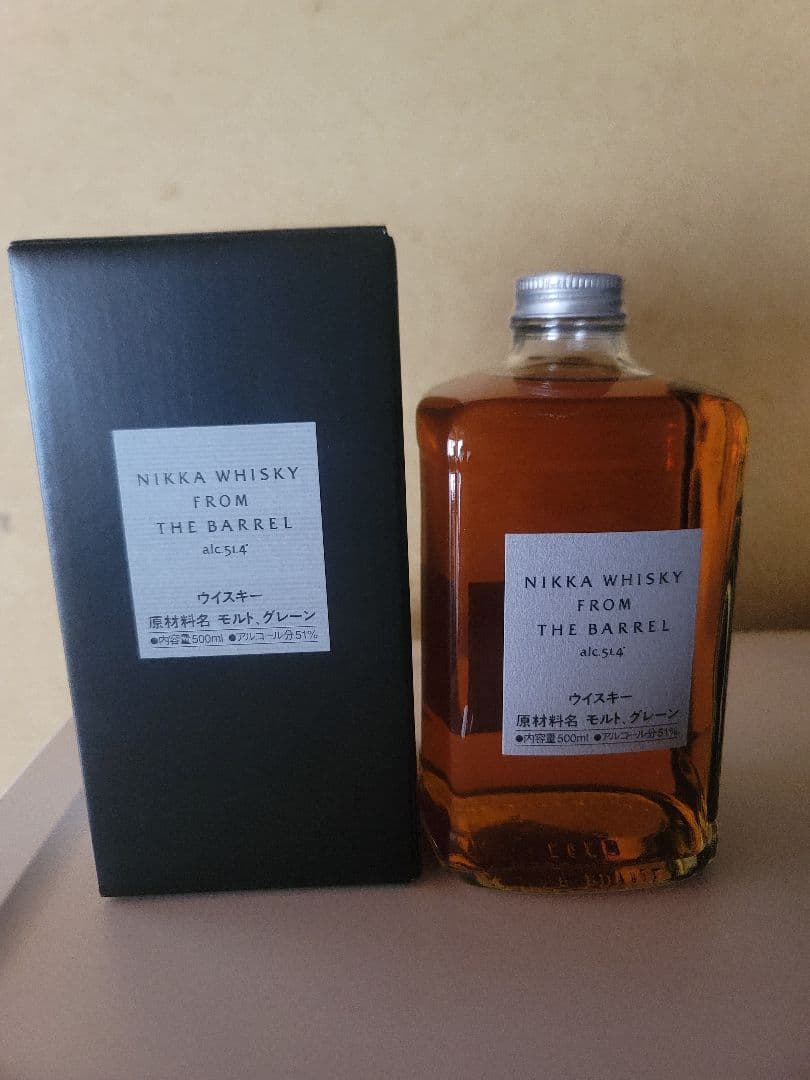 NIKKA WHISKY
FROM
THE BARREL
alc.51.4°
ウイスキー
原材料名 モルト、グレーン
●内容量500ml ●アルコール分51%
NIKKA WHISKY
FROM
THE BARREL
alc.51.4°
ウイスキー
原材料名 モルト、グレーン
●内容量500ml ●アルコール分51%